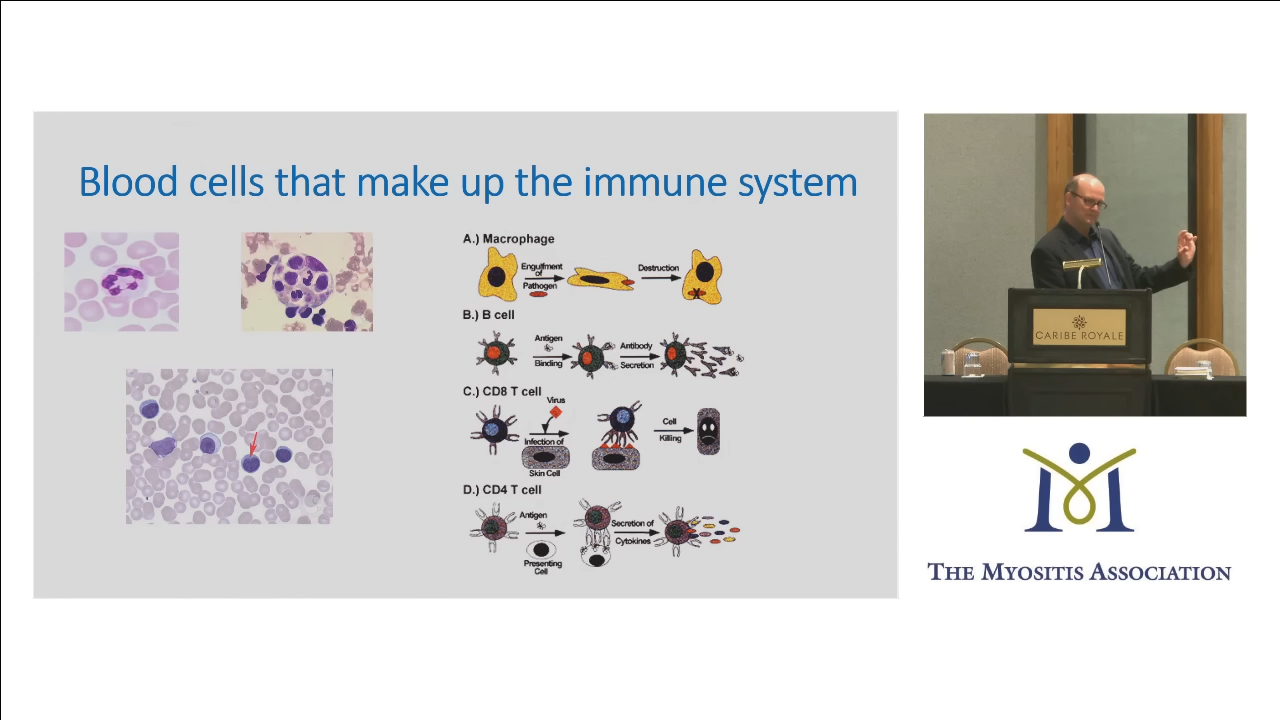 Blood cells that make up the immune system
A.) Macrophage
Engulfment
of
Pathogen
Destruction
B.) B cell
Antigen
Binding
Antibody
Secretion
C.) CD8 T cell
Virus
Infection of
Skin Cell
Cell
Killing
D.) CD4 T cell
Antigen
Presenting
Cell
Secretion of
Cytokines
CARIBE ROYALE
THE MYOSITIS ASSOCIATION